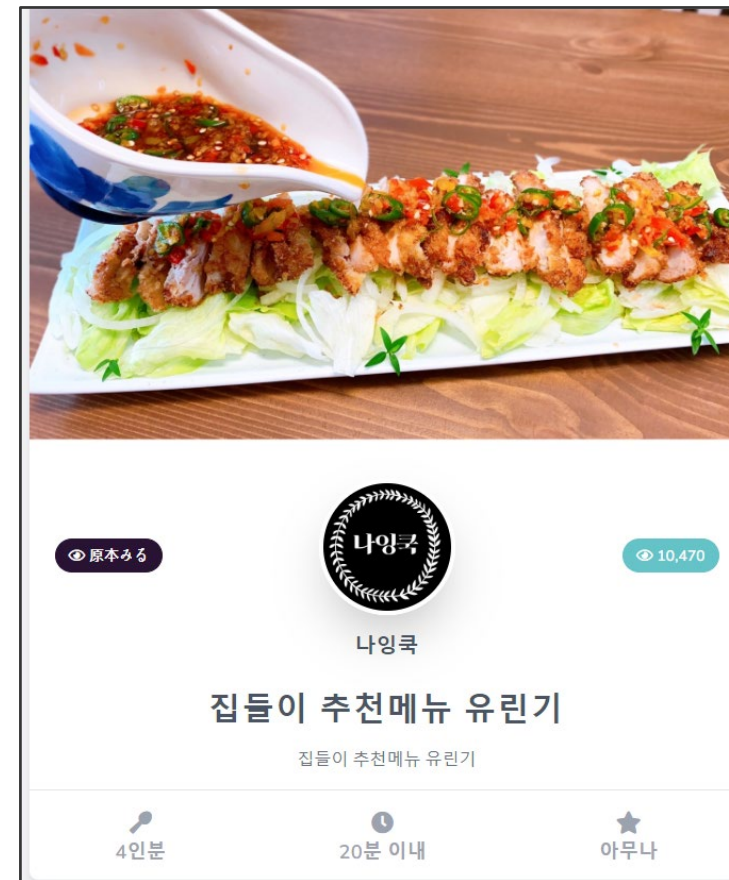 나잉쿡
原本みる
10,470
나잉쿡
집들이 추천메뉴 유린기
집들이 추천메뉴 유린기
4인분
20분 이내
아무나